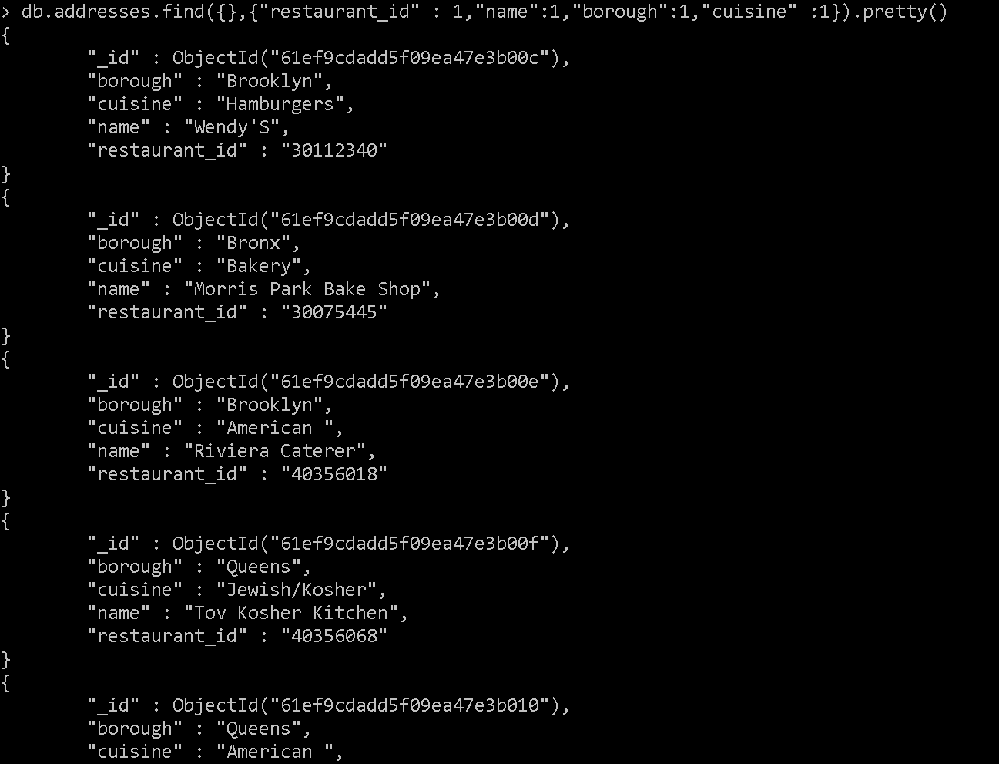 > db.addresses.find({},{"restaurant_id" : 1,"name":1,"borough":1,"cuisine" :1}).pretty()
{
        "_id" : ObjectId("61ef9cdadd5f09ea47e3b00c"),
        "borough" : "Brooklyn",
        "cuisine" : "Hamburgers",
        "name" : "Wendy'S",
        "restaurant_id" : "30112340"
}
{
        "_id" : ObjectId("61ef9cdadd5f09ea47e3b00d"),
        "borough" : "Bronx",
        "cuisine" : "Bakery",
        "name" : "Morris Park Bake Shop",
        "restaurant_id" : "30075445"
}
{
        "_id" : ObjectId("61ef9cdadd5f09ea47e3b00e"),
        "borough" : "Brooklyn",
        "cuisine" : "American ",
        "name" : "Riviera Caterer",
        "restaurant_id" : "40356018"
}
{
        "_id" : ObjectId("61ef9cdadd5f09ea47e3b00f"),
        "borough" : "Queens",
        "cuisine" : "Jewish/Kosher",
        "name" : "Tov Kosher Kitchen",
        "restaurant_id" : "40356068"
}
{
        "_id" : ObjectId("61ef9cdadd5f09ea47e3b010"),
        "borough" : "Queens",
        "cuisine" : "American ",